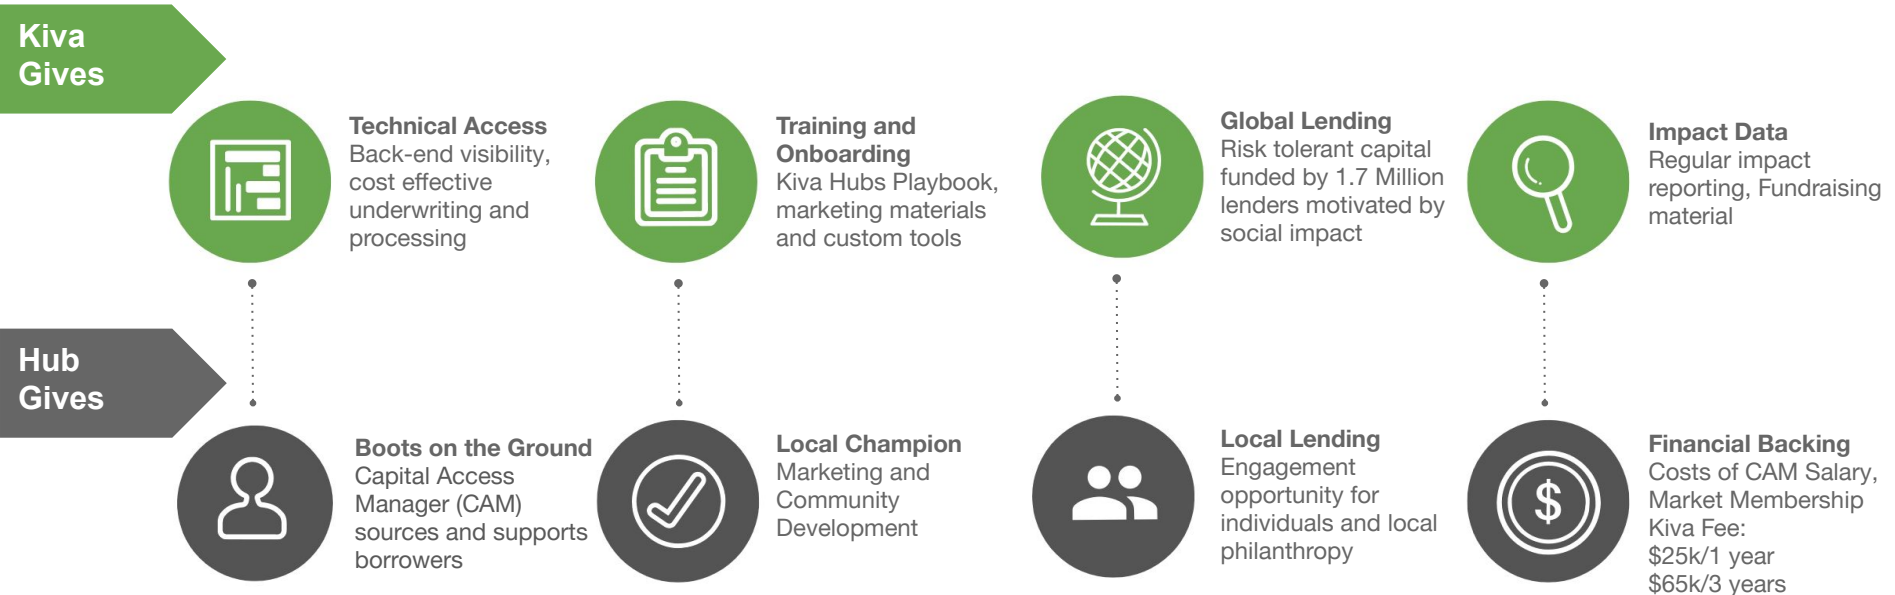 Kiva
Gives
Technical Access
Back-end visibility,
cost effective
underwriting and
processing
Training and
Onboarding
Kiva Hubs Playbook,
marketing materials
and custom tools
Global Lending
Risk tolerant capital
funded by 1.7 Million
lenders motivated by
social impact
Impact Data
Regular impact
reporting, Fundraising
material
Hub
Gives
Boots on the Ground
Capital Access
Manager (CAM)
sources and supports
borrowers
Local Champion
Marketing and
Community
Development
Local Lending
Engagement
opportunity for
individuals and local
philanthropy
$
Financial Backing
Costs of CAM Salary,
Market Membership
Kiva Fee:
$25k/1 year
$65k/3 years